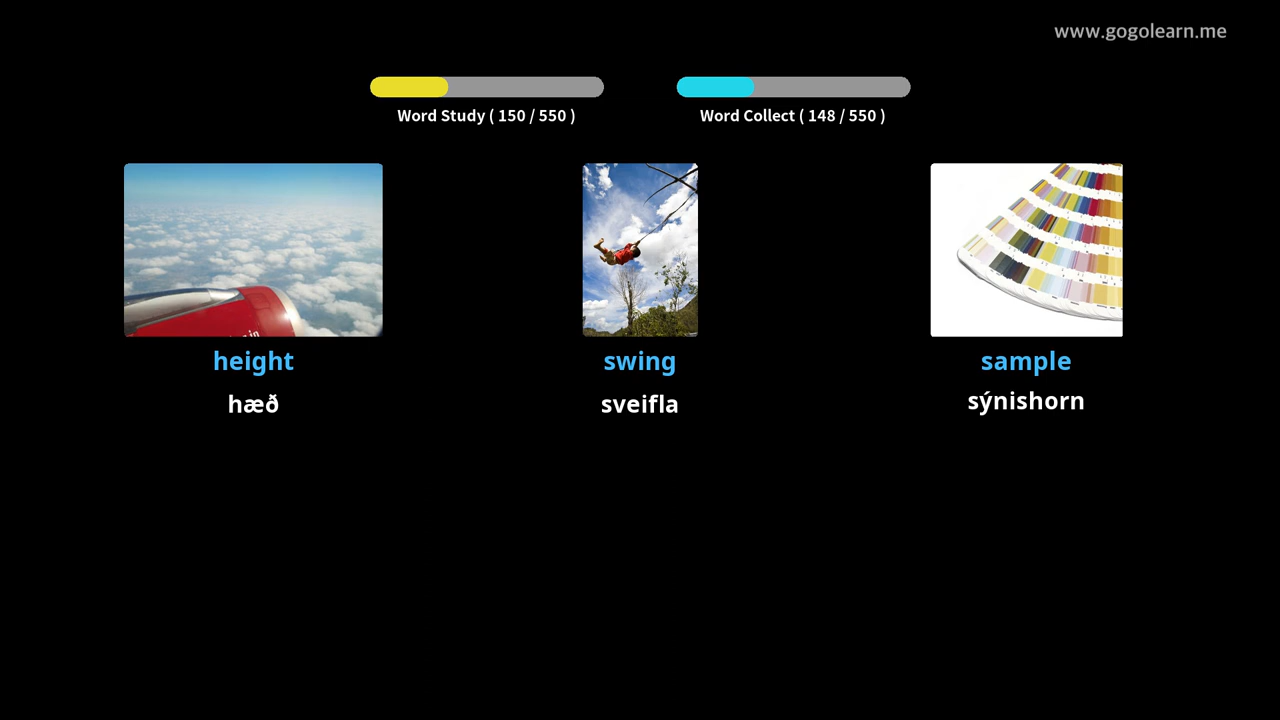 www.gogolearn.me
Word Study ( 150 / 550 )
Word Collect ( 148 / 550 )
height
swing
sample
hæð
sveifla
sýnishorn